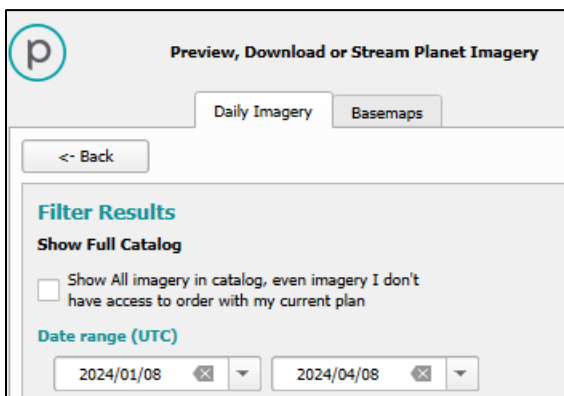 p
Preview, Download or Stream Planet Imagery
Daily Imagery
Basemaps
<- Back
Filter Results
Show Full Catalog
Show All imagery in catalog, even imagery I don't
have access to order with my current plan
Date range (UTC)
2024/01/08
2024/04/08